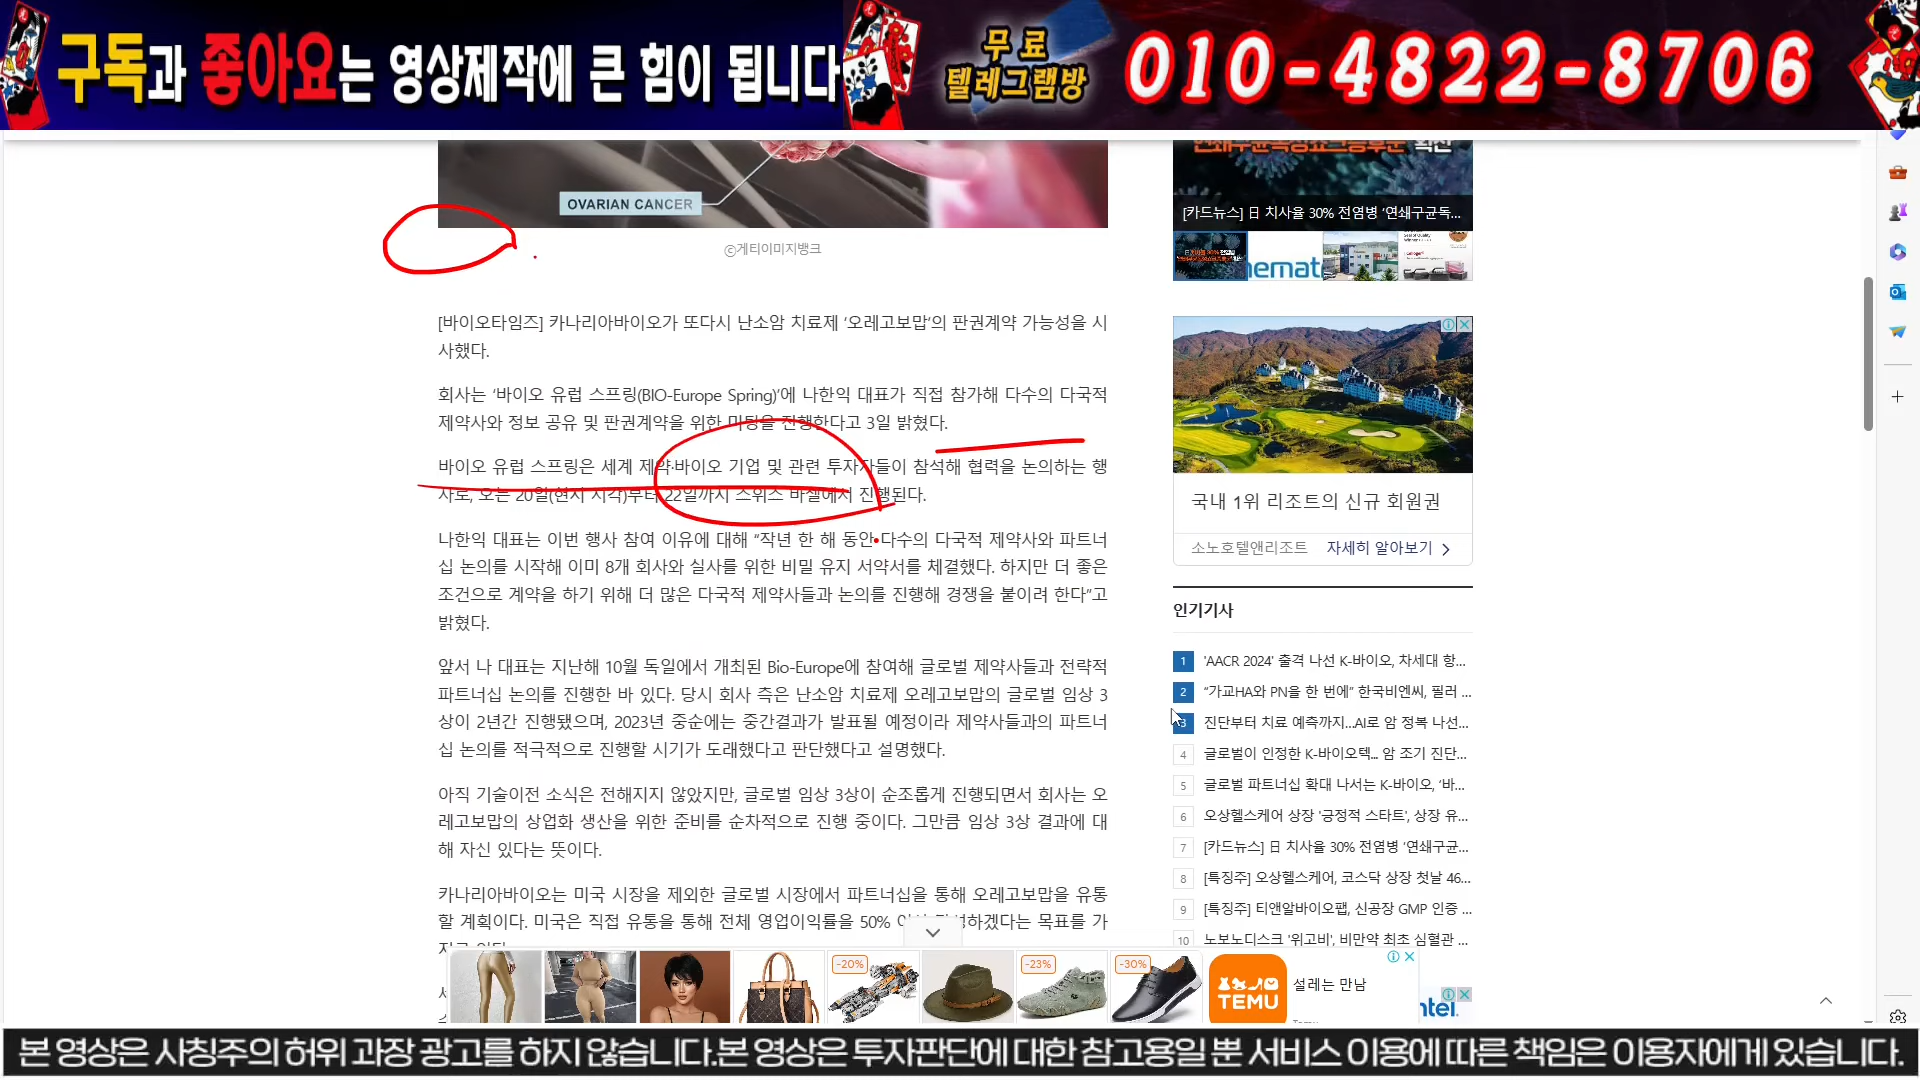 구독과 좋아요는 영상제작에 큰 힘이 됩니다
무료
텔레그램방
010-4822-8706
OVARIAN CANCER
ⓒ게티이미지뱅크
[바이오타임즈] 카나리아바이오가 또다시 난소암 치료제 ‘오레고보맙’의 판권계약 가능성을 시
사했다.
회사는 ‘바이오 유럽 스프링(BIO-Europe Spring)’에 나한익 대표가 직접 참가해 다수의 다국적
제약사와 정보 공유 및 판권계약을 위한 미팅을 진행한다고 3일 밝혔다.
바이오 유럽 스프링은 세계 제약·바이오 기업 및 관련 투자자들이 참석해 협력을 논의하는 행
사로, 오는 20일(현지 시각)부터 22일까지 스위스 바젤에서 진행된다.
나한익 대표는 이번 행사 참여 이유에 대해 “작년 한 해 동안 다수의 다국적 제약사와 파트너
십 논의를 시작해 이미 8개 회사와 실사를 위한 비밀 유지 서약서를 체결했다. 하지만 더 좋은
조건으로 계약을 하기 위해 더 많은 다국적 제약사들과 논의를 진행해 경쟁을 붙이려 한다”고
밝혔다.
앞서 나 대표는 지난해 10월 독일에서 개최된 Bio-Europe에 참여해 글로벌 제약사들과 전략적
파트너십 논의를 진행한 바 있다. 당시 회사 측은 난소암 치료제 오레고보맙의 글로벌 임상 3
상이 2년간 진행됐으며, 2023년 중순에는 중간결과가 발표될 예정이라 제약사들과의 파트너
십 논의를 적극적으로 진행할 시기가 도래했다고 판단했다고 설명했다.
아직 기술이전 소식은 전해지지 않았지만, 글로벌 임상 3상이 순조롭게 진행되면서 회사는 오
레고보맙의 상업화 생산을 위한 준비를 순차적으로 진행 중이다. 그만큼 임상 3상 결과에 대
해 자신 있다는 뜻이다.
카나리아바이오는 미국 시장을 제외한 글로벌 시장에서 파트너십을 통해 오레고보맙을 유통
할 계획이다. 미국은 직접 유통을 통해 전체 영업이익률을 50% 하겠다는 목표를 가
[카드뉴스] 日 치사율 30% 전염병 ‘연쇄구균독...
국내 1위 리조트의 신규 회원권
소노호텔앤리조트 자세히 알아보기
인기기사
1 'AACR 2024' 출격 나선 K-바이오, 차세대 항...
2 “가교HA와 PN을 한 번에” 한국비엔씨, 필러 ...
3 진단부터 치료 예측까지...AI로 암 정복 나선...
4 글로벌이 인정한 K-바이오텍... 암 조기 진단...
5 글로벌 파트너십 확대 나서는 K-바이오, ‘바...
6 오상헬스케어 상장 '긍정적 스타트', 상장 유...
7 [카드뉴스] 日 치사율 30% 전염병 ‘연쇄구균...
8 [특징주] 오상헬스케어, 코스닥 상장 첫날 46...
9 [특징주] 티앤알바이오팹, 신공장 GMP 인증 ...
10 노보노디스크 '위고비', 비만약 최초 심혈관 ...
-20%
-23%
-30%
TEMU
설레는 만남
본 영상은 사칭주의 허위 과장 광고를 하지 않습니다.본 영상은 투자판단에 대한 참고용일 뿐 서비스 이용에 따른 책임은 이용자에게 있습니다.